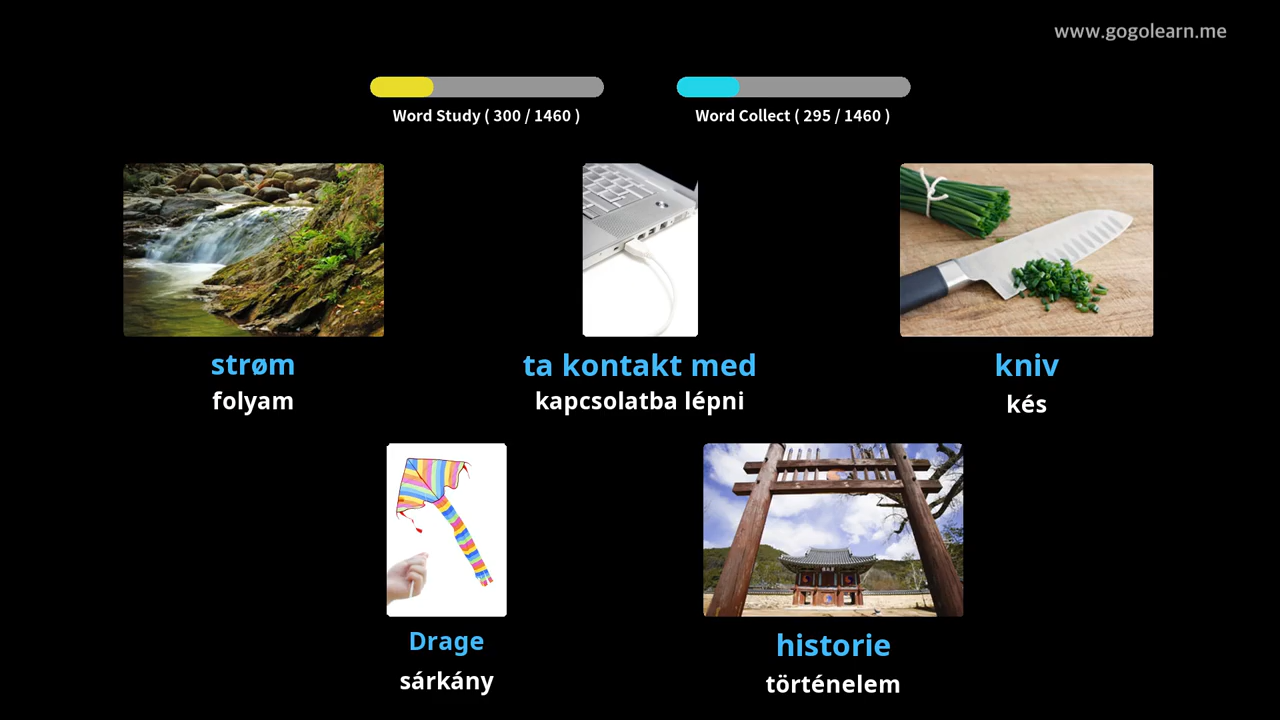 www.gogolearn.me
Word Study ( 300 / 1460 )
Word Collect ( 295 / 1460 )
strøm
folyam
ta kontakt med
kapcsolatba lépni
kniv
kés
Drage
sárkány
historie
történelem